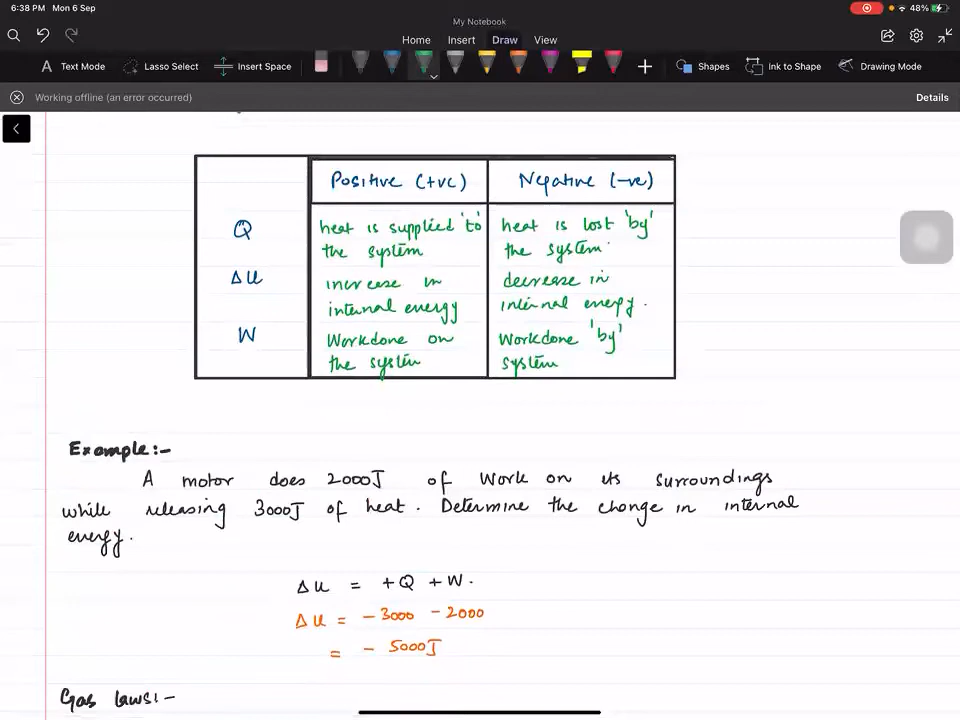 6:38 PM Mon 6 Sep
48%
My Notebook
Home Insert Draw View
A Text Mode Lasso Select Insert Space Shapes Ink to Shape Drawing Mode
Working offline (an error occurred) Details
Positive (+ve) Negative (-ve)
Q heat is supplied 'to' the system heat is lost 'by' the system.
ΔU increase in internal energy decrease in internal energy.
W Workdone on the system Workdone 'by' system
Example:-
A motor does 2000J of work on its surroundings
while releasing 3000J of heat. Determine the change in internal
energy.
ΔU = +Q +W.
ΔU = -3000 -2000
= - 5000J
Gas laws:-